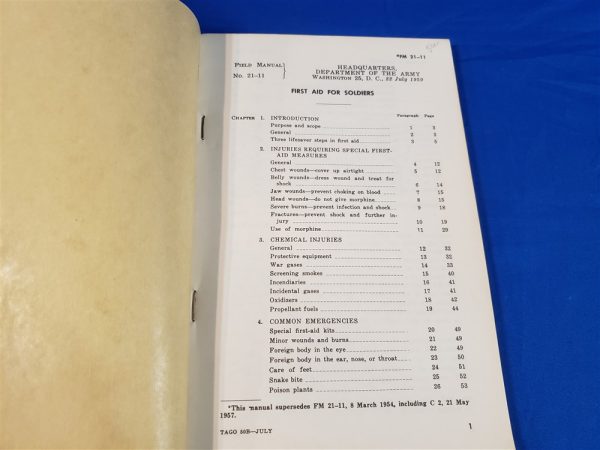 *FM 21-11
FIELD MANUAL
No. 21-11
HEADQUARTERS,
DEPARTMENT OF THE ARMY
WASHINGTON 25, D. C., 22 July 1959
FIRST AID FOR SOLDIERS
Paragraph Page
CHAPTER 1. INTRODUCTION
Purpose and scope 1 3
General 2 3
Three lifesaver steps in first aid 3 5
2. INJURIES REQUIRING SPECIAL FIRST-
AID MEASURES
General 4 12
Chest wounds—cover up airtight 5 12
Belly wounds—dress wound and treat for
shock 6 14
Jaw wounds—prevent choking on blood 7 15
Head wounds—do not give morphine 8 15
Severe burns—prevent infection and shock 9 18
Fractures—prevent shock and further in-
jury 10 19
Use of morphine 11 29
3. CHEMICAL INJURIES
General 12 32
Protective equipment 13 32
War gases 14 33
Screening smokes 15 40
Incendiaries 16 41
Incidental gases 17 41
Oxidizers 18 42
Propellant fuels 19 44
4. COMMON EMERGENCIES
Special first-aid kits 20 49
Minor wounds and burns 21 49
Foreign body in the eye 22 49
Foreign body in the ear, nose, or throat 23 50
Care of feet 24 51
Snake bite 25 52
Poison plants 26 53
*This manual supersedes FM 21-11, 8 March 1954, including C 2, 21 May
1957.
TAGO 50B—JULY 1